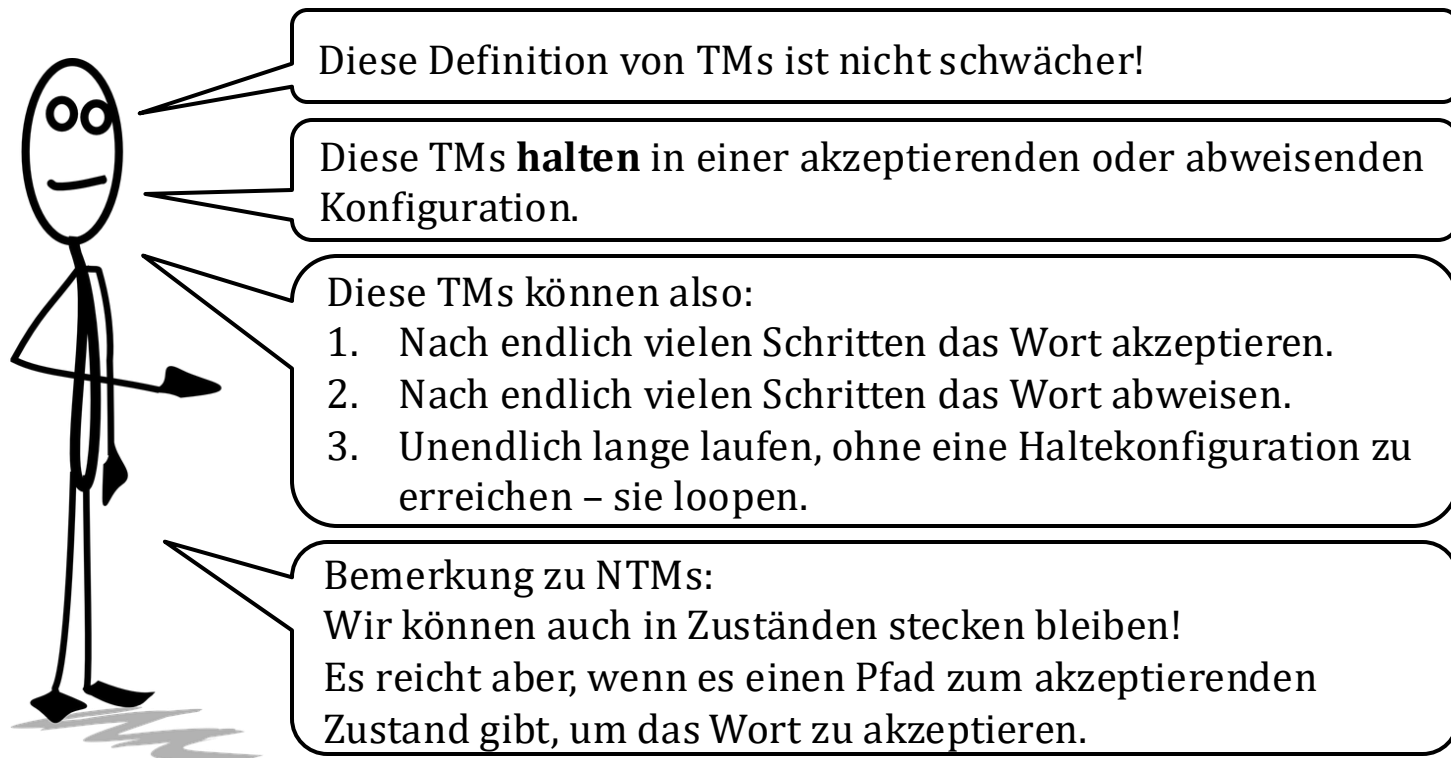 Diese Definition von TMs ist nicht schwächer!
Diese TMs halten in einer akzeptierenden oder abweisenden
Konfiguration.
Diese TMs können also:
1. Nach endlich vielen Schritten das Wort akzeptieren.
2. Nach endlich vielen Schritten das Wort abweisen.
3. Unendlich lange laufen, ohne eine Haltekonfiguration zu
erreichen – sie loopen.
Bemerkung zu NTMs:
Wir können auch in Zuständen stecken bleiben!
Es reicht aber, wenn es einen Pfad zum akzeptierenden
Zustand gibt, um das Wort zu akzeptieren.